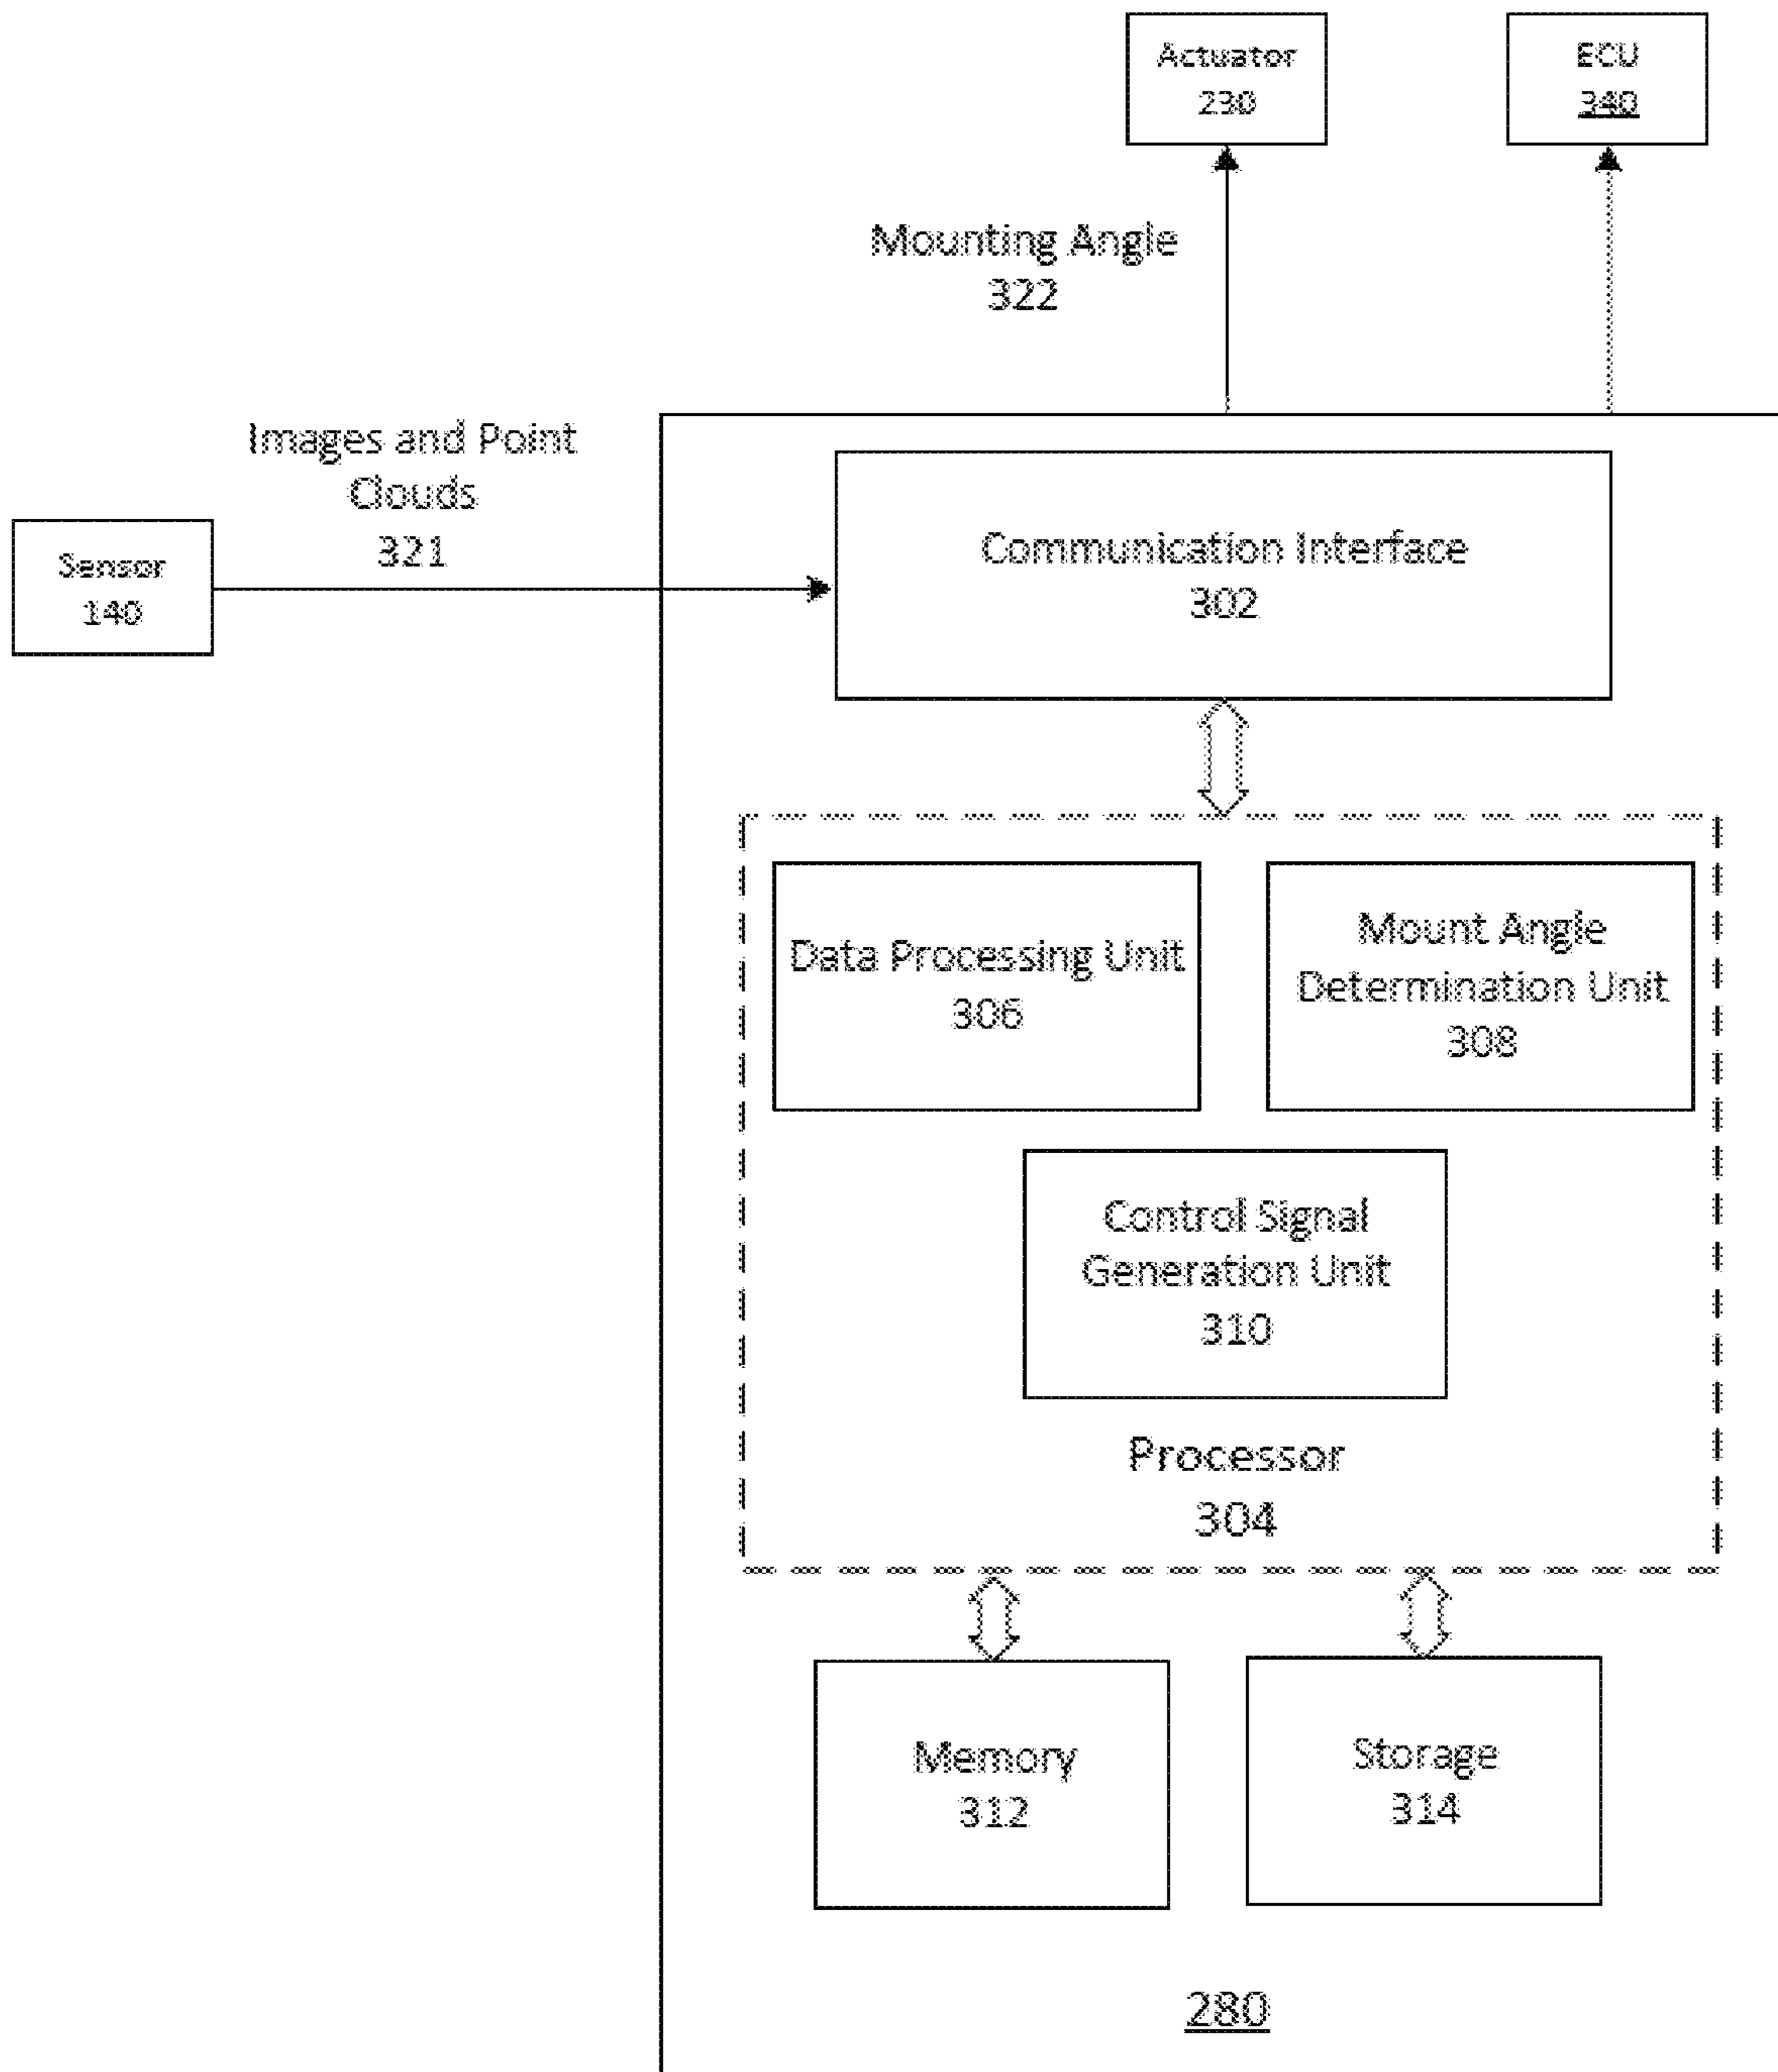 Actuator
230
ECU
340
Mounting Angle
322
Images and Point
Clouds
321
Sensor
140
Communication Interface
302
Data Processing Unit
306
Mount Angle
Determination Unit
308
Control Signal
Generation Unit
310
Processor
304
Memory
312
Storage
314
280